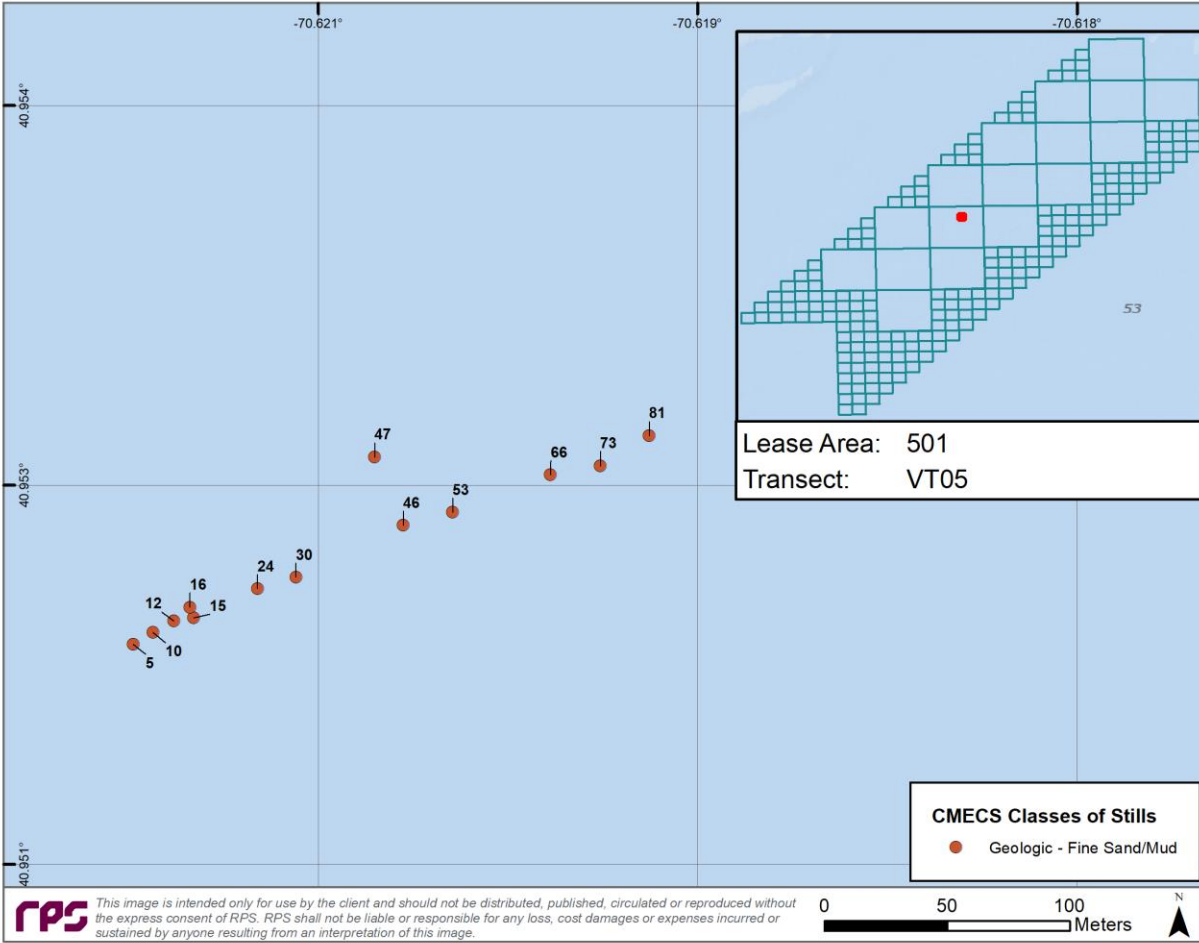 -70.621° -70.619° -70.618°
40.954°
53
Lease Area: 501
Transect: VT05
81
47
73
66
53
46
40.953°
30
24
16
12
15
10
5
CMECS Classes of Stills
Geologic - Fine Sand/Mud
40.951°
rps
This image is intended only for use by the client and should not be distributed, published, circulated or reproduced without
the express consent of RPS. RPS shall not be liable or responsible for any loss, cost damages or expenses incurred or
sustained by anyone resulting from an interpretation of this image.
0 50 100
Meters
N